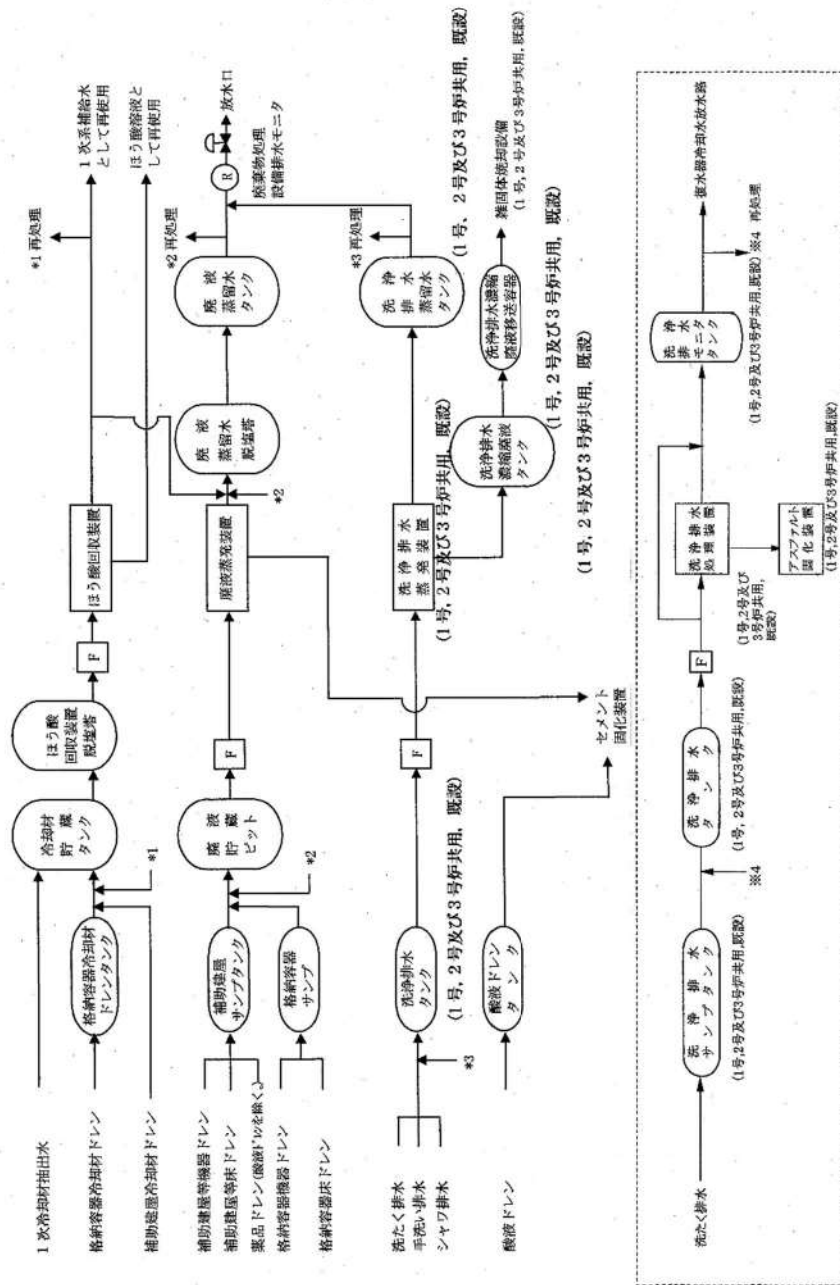 1次冷却材抽出水
格納容器冷却材ドレン
補助建屋冷却材ドレン
格納容器冷却材
ドレンタンク
*1
冷却材
貯蔵
タンク
ほう酸
回収装置
脱塩塔
F
ほう酸回収装置
*1 再処理
1次系補給水
として再使用
ほう酸溶液と
して再使用
補助建屋等機器ドレン
補助建屋等床ドレン
薬品ドレン(酸液ドレンを除く)
格納容器機器ドレン
格納容器床ドレン
補助建屋
サンプタンク
格納容器
サンプ
*2
廃液
貯蔵
ピット
F
廃液蒸発装置
*2
廃液
蒸留水
脱塩塔
廃液
蒸留水
タンク
*2 再処理
R
廃棄物処理
設備排水モニタ
放水口
洗たく排水
手洗い排水
シャワ排水
*3
洗浄排水
タンク
(1号, 2号及び3号炉共用, 既設)
F
洗浄排水
蒸発装置
(1号, 2号及び3号炉共用, 既設)
洗浄
排水
蒸留水
タンク
*3 再処理
(1号, 2号及び3号炉共用, 既設)
洗浄排水
濃縮廃液
タンク
(1号, 2号及び3号炉共用, 既設)
洗浄排水濃縮
廃液移送容器
(1号, 2号及び3号炉共用, 既設)
雑固体焼却設備
(1号, 2号及び3号炉共用, 既設)
酸液ドレン
酸液ドレン
タンク
セメント
固化装置
洗たく排水
洗浄排水
サンプタンク
(1号,2号及び3号炉共用,既設)
※4
洗浄排水
タンク
(1号,2号及び3号炉共用,既設)
F
洗浄排水
処理装置
(1号,2号及び
3号炉共用,
既設)
アスファルト
固化装置
(1号,2号及び3号炉共用,既設)
洗浄
排水
モニタ
タンク
(1号,2号及び3号炉共用,既設)
※4 再処理
復水器冷却水放水路